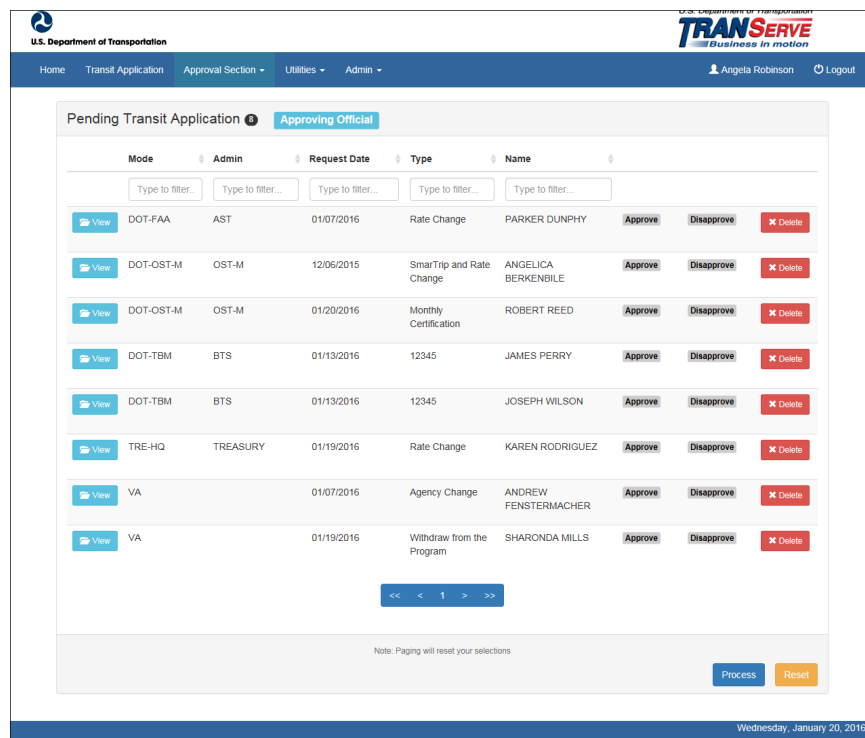 U.S. Department of Transportation
U.S. Department of Transportation
TRANSERVE
Business in motion
Home Transit Application Approval Section Utilities Admin Angela Robinson Logout
Pending Transit Application 8 Approving Official
Mode Admin Request Date Type Name
Type to filter.. Type to filter... Type to filter... Type to filter... Type to filter...
View DOT-FAA AST 01/07/2016 Rate Change PARKER DUNPHY Approve Disapprove Delete
View DOT-OST-M OST-M 12/06/2015 SmarTrip and Rate ANGELICA Approve Disapprove Delete
Change BERKENBILE
View DOT-OST-M OST-M 01/20/2016 Monthly ROBERT REED Approve Disapprove Delete
Certification
View DOT-TBM BTS 01/13/2016 12345 JAMES PERRY Approve Disapprove Delete
View DOT-TBM BTS 01/13/2016 12345 JOSEPH WILSON Approve Disapprove Delete
View TRE-HQ TREASURY 01/19/2016 Rate Change KAREN RODRIGUEZ Approve Disapprove Delete
View VA 01/07/2016 Agency Change ANDREW Approve Disapprove Delete
FENSTERMACHER
View VA 01/19/2016 Withdraw from the SHARONDA MILLS Approve Disapprove Delete
Program
<< < 1 > >>
Note: Paging will reset your selections
Process Reset
Wednesday, January 20, 2016